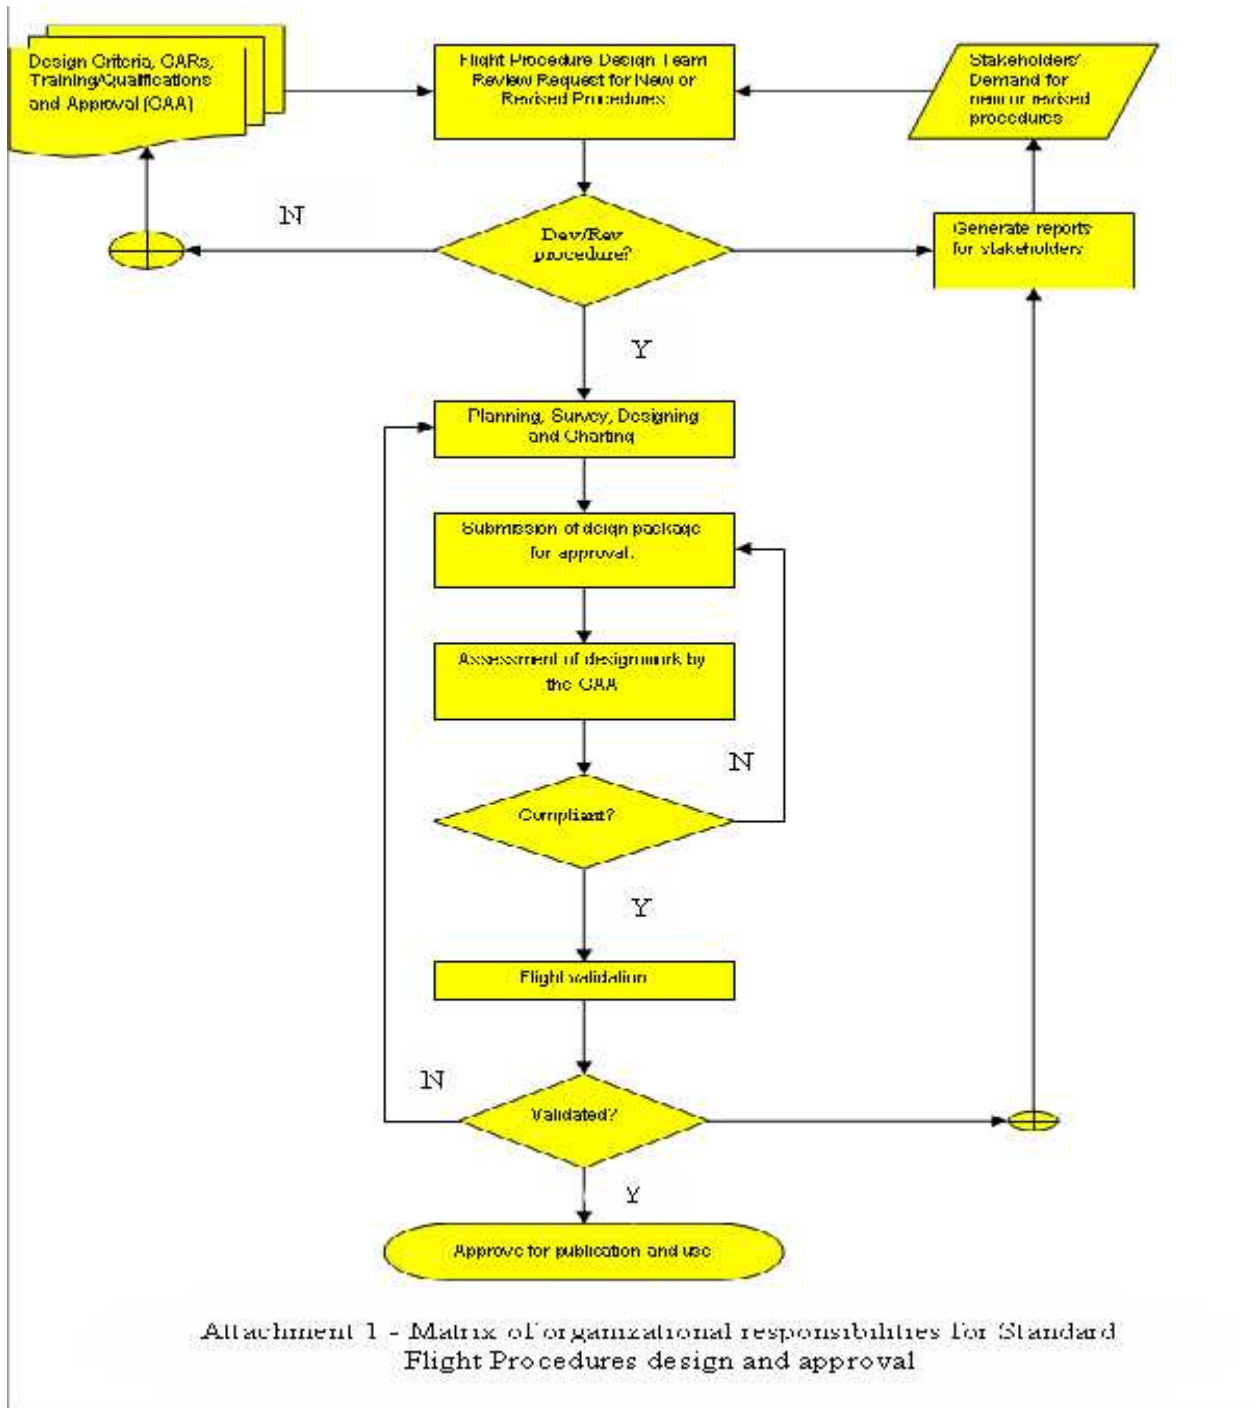 Design Criteria, CARs,
Training/Qualifications
and Approval (CAA)
Flight Procedure Design Team
Review Request for New or
Revised Procedures
Stakeholders'
Demand for
new or revised
procedures
N
Dev/Rev
procedure?
Generate reports
for stakeholders
Y
Planning, Survey, Designing
and Charting
Submission of deign package
for approval.
Assessment of design work by
the CAA
N
Compliant?
Y
Flight validation
N
Validated?
Y
Approve for publication and use
Attachment 1 - Matrix of organizational responsibilities for Standard
Flight Procedures design and approval